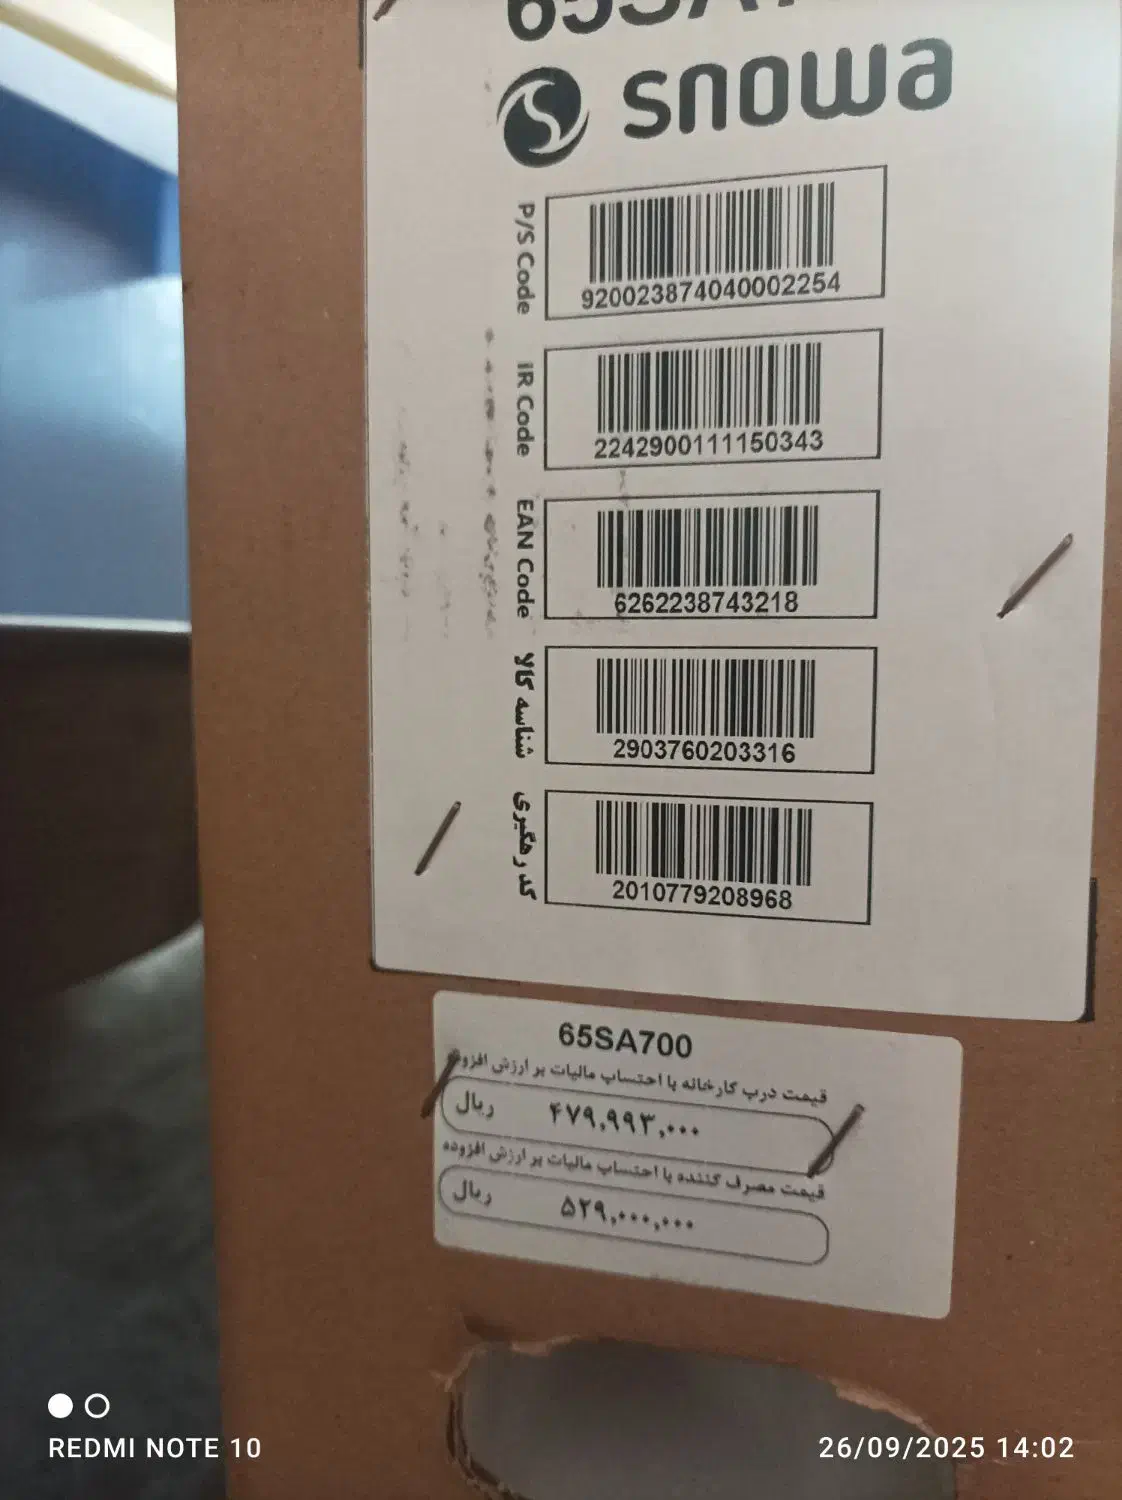 65SA7
snowa
P/S Code
920023874040002254
IR Code
2242900111150343
EAN Code
6262238743218
شناسه کالا
2903760203316
کد رهگیری
2010779208968
65SA700
قیمت درب کارخانه با احتساب مالیات بر ارزش افزوده
۴۷۹,۹۹۳,۰۰۰ ریال
قیمت مصرف کننده با احتساب مالیات بر ارزش افزوده
۵۲۹,۰۰۰,۰۰۰ ریال
REDMI NOTE 10
26/09/2025 14:02